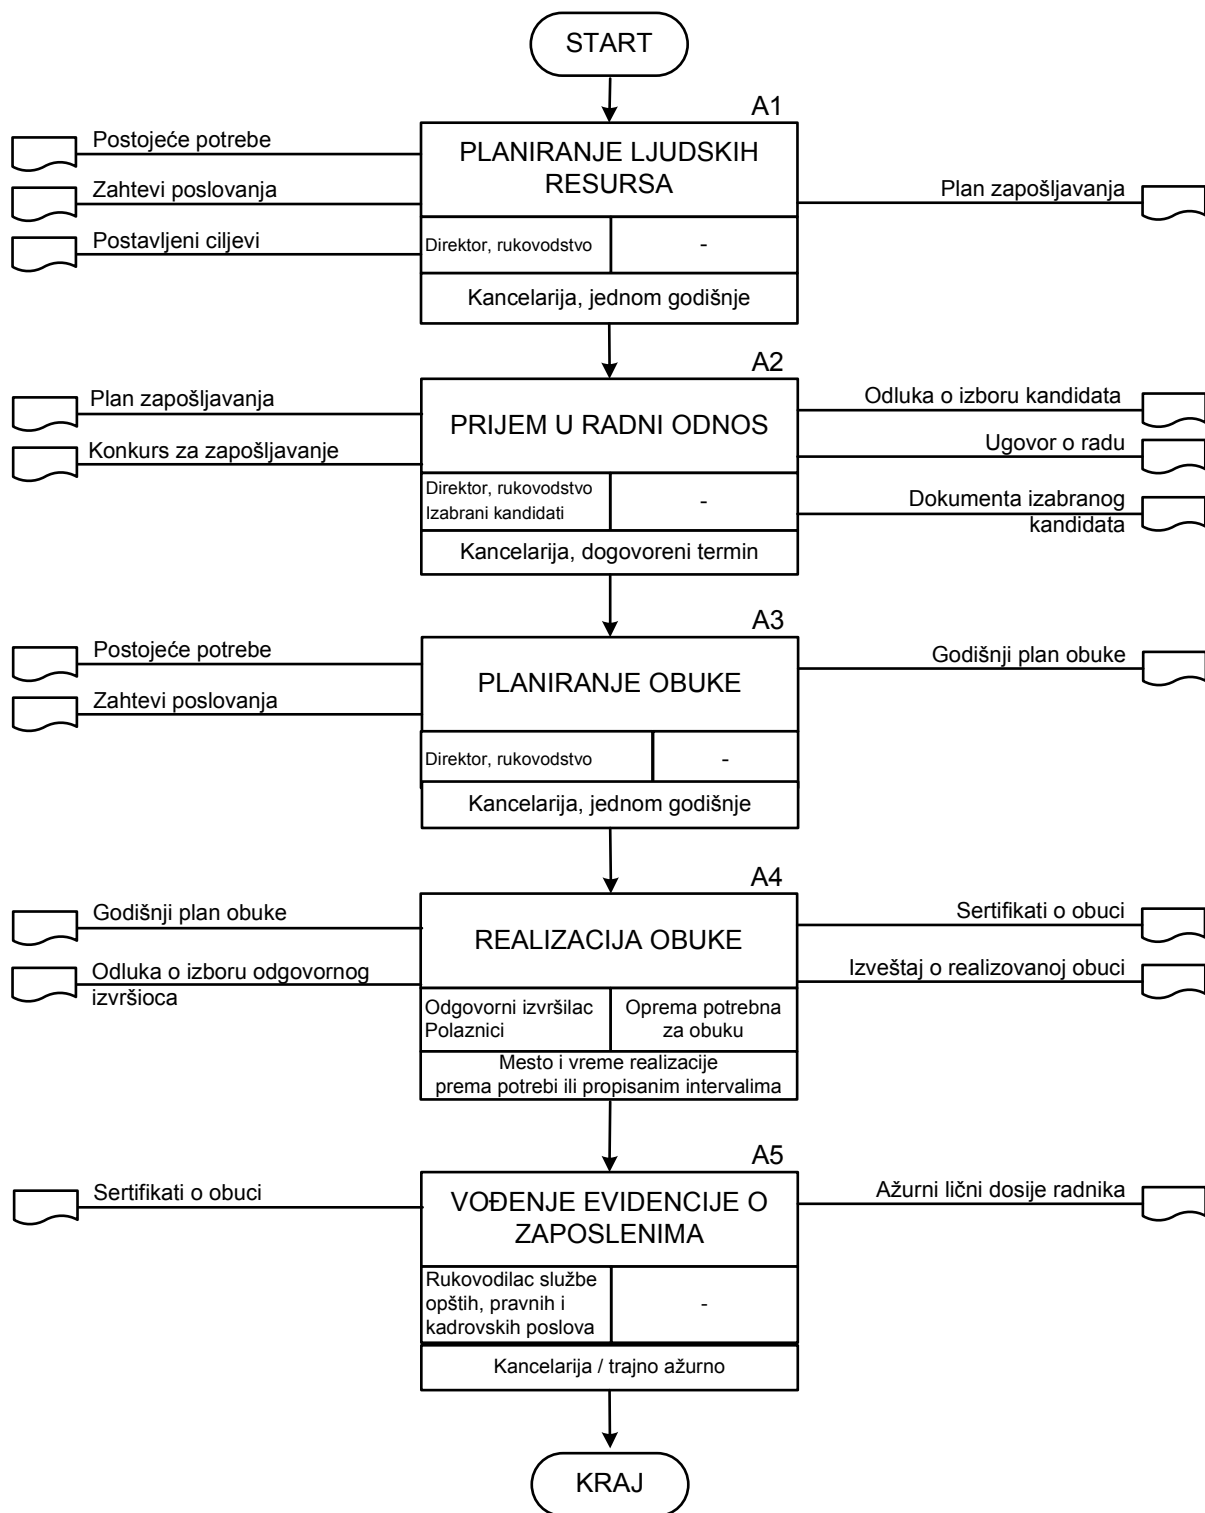 START
A1
Postojeće potrebe
Zahtevi poslovanja
Postavljeni ciljevi
PLANIRANJE LJUDSKIH
RESURSA
Direktor, rukovodstvo
-
Kancelarija, jednom godišnje
Plan zapošljavanja
A2
Plan zapošljavanja
Konkurs za zapošljavanje
PRIJEM U RADNI ODNOS
Direktor, rukovodstvo
Izabrani kandidati
-
Kancelarija, dogovoreni termin
Odluka o izboru kandidata
Ugovor o radu
Dokumenta izabranog
kandidata
A3
Postojeće potrebe
Zahtevi poslovanja
PLANIRANJE OBUKE
Direktor, rukovodstvo
-
Kancelarija, jednom godišnje
Godišnji plan obuke
A4
Godišnji plan obuke
Odluka o izboru odgovornog
izvršioca
REALIZACIJA OBUKE
Odgovorni izvršilac
Polaznici
Oprema potrebna
za obuku
Mesto i vreme realizacije
prema potrebi ili propisanim intervalima
Sertifikati o obuci
Izveštaj o realizovanoj obuci
A5
Sertifikati o obuci
VOĐENJE EVIDENCIJE O
ZAPOSLENIMA
Rukovodilac službe
opštih, pravnih i
kadrovskih poslova
-
Kancelarija / trajno ažurno
Ažurni lični dosije radnika
KRAJ